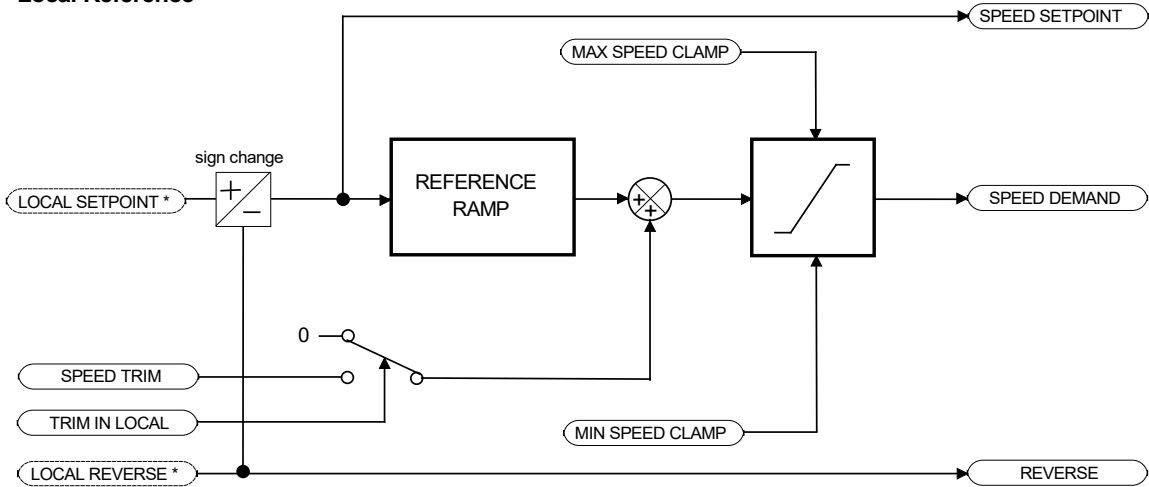 Local Reference
SPEED SETPOINT
MAX SPEED CLAMP
sign change
+
−
LOCAL SETPOINT *
REFERENCE
RAMP
+
+
SPEED DEMAND
0
SPEED TRIM
TRIM IN LOCAL
MIN SPEED CLAMP
LOCAL REVERSE *
REVERSE